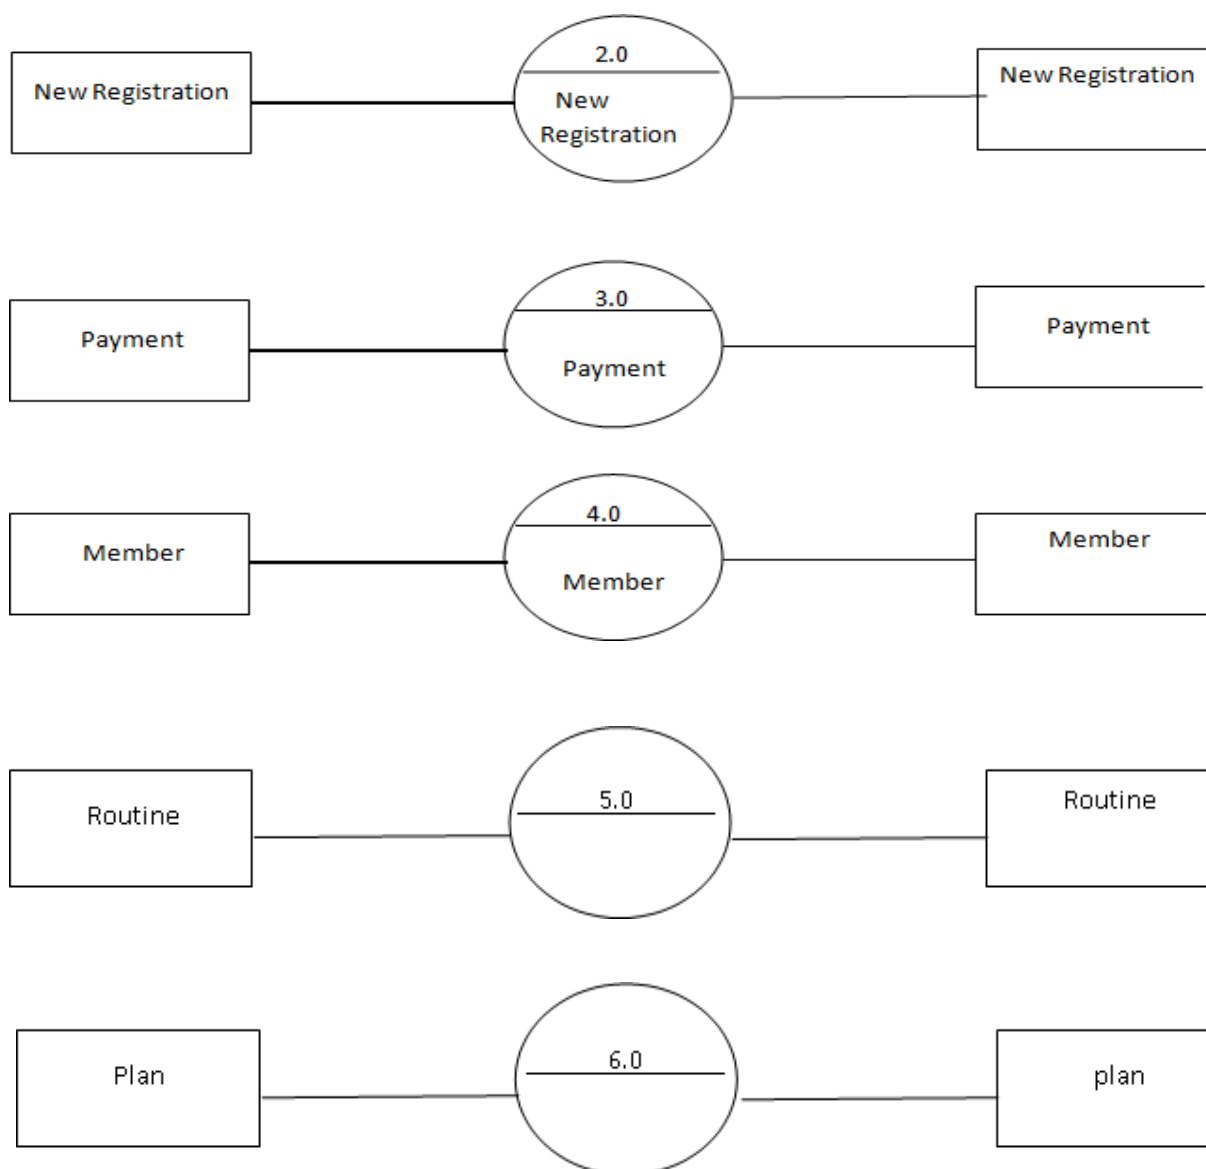 2.0
New Registration
New
Registration
New Registration
3.0
Payment
Payment
Payment
4.0
Member
Member
Member
5.0
Routine
Routine
6.0
Plan
plan